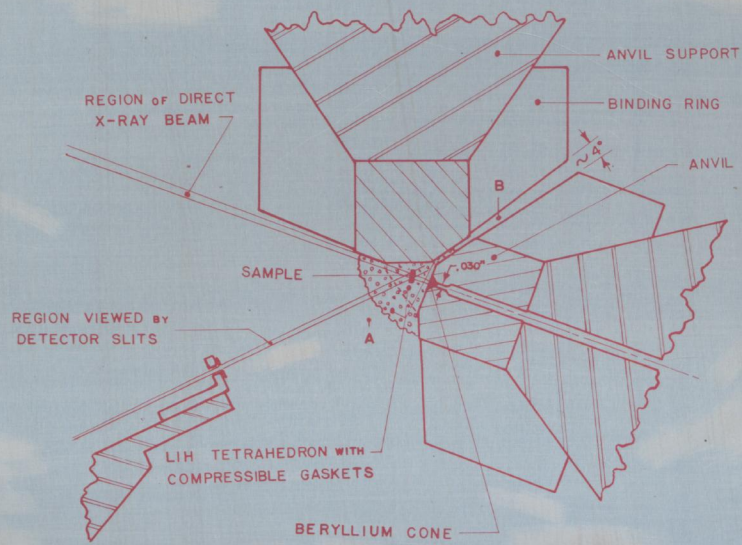 ANVIL SUPPORT
REGION OF DIRECT
X-RAY BEAM
BINDING RING
~4°
ANVIL
B
SAMPLE
.030"
REGION VIEWED BY
DETECTOR SLITS
A
LIH TETRAHEDRON WITH
COMPRESSIBLE GASKETS
BERYLLIUM CONE